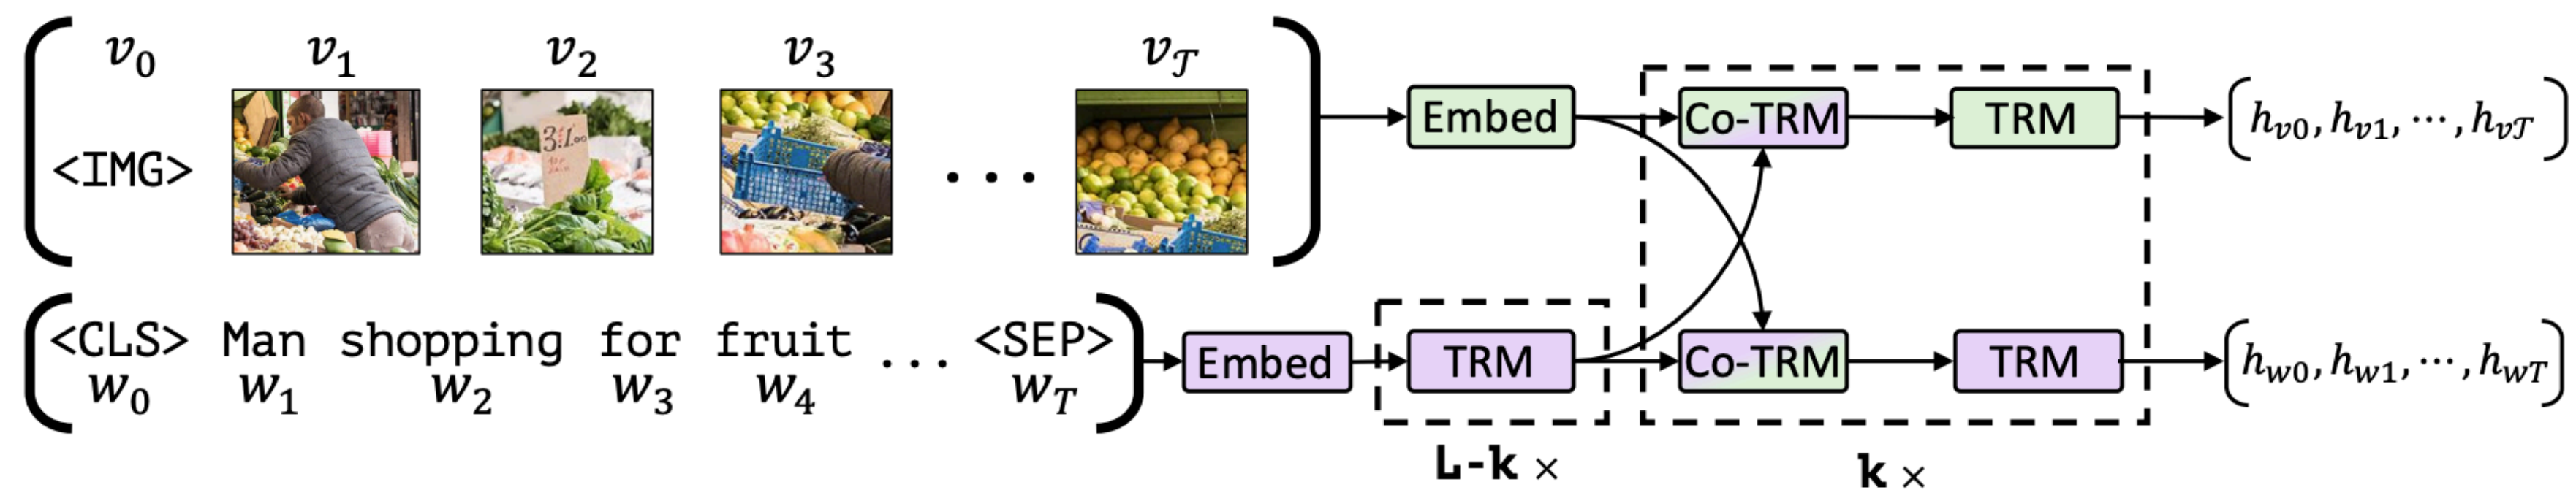 v0 v1 v2 v3 v𝒯
<IMG> 3 1.00 ... Embed Co-TRM TRM hv0, hv1, ⋯, hv𝒯
<CLS> Man shopping for fruit ... <SEP> Embed TRM Co-TRM TRM hw0, hw1, ⋯, hwT
w0 w1 w2 w3 w4 wT
L-k × k ×